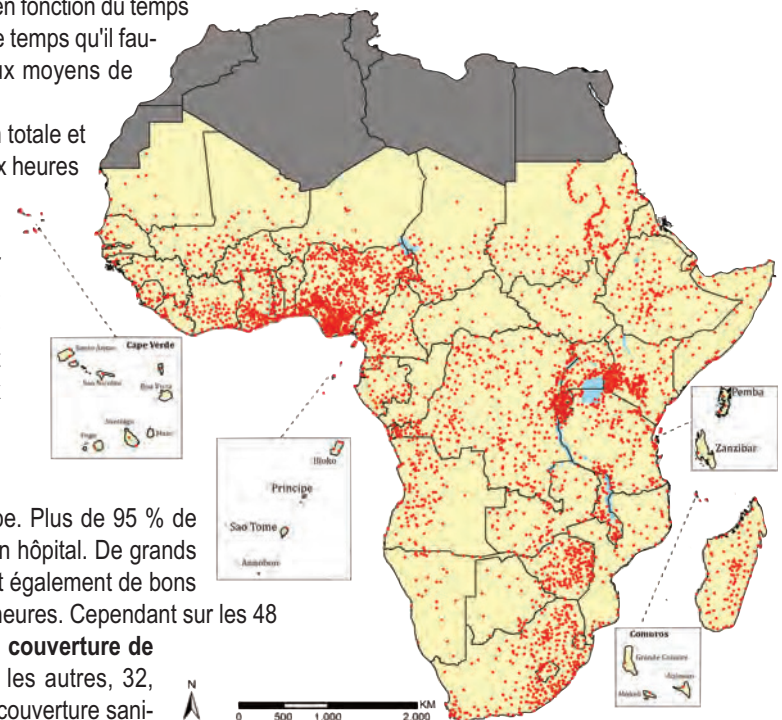 en fonction du temps
e temps qu'il fau-
ux moyens de
totale et
x heures
pe. Plus de 95 % de
n hôpital. De grands
t également de bons
heures. Cependant sur les 48
couverture de
les autres, 32,
couverture sani-
Cape Verde
Santo Antao
Sao Nicolau
Boa Vista
Santiago
Maio
Fogo
Bioko
Principe
Sao Tome
Annobon
Pemba
Zanzibar
Comoros
Grande Comore
Anjouan
Mohéli
N
KM
0 500 1.000 2.000